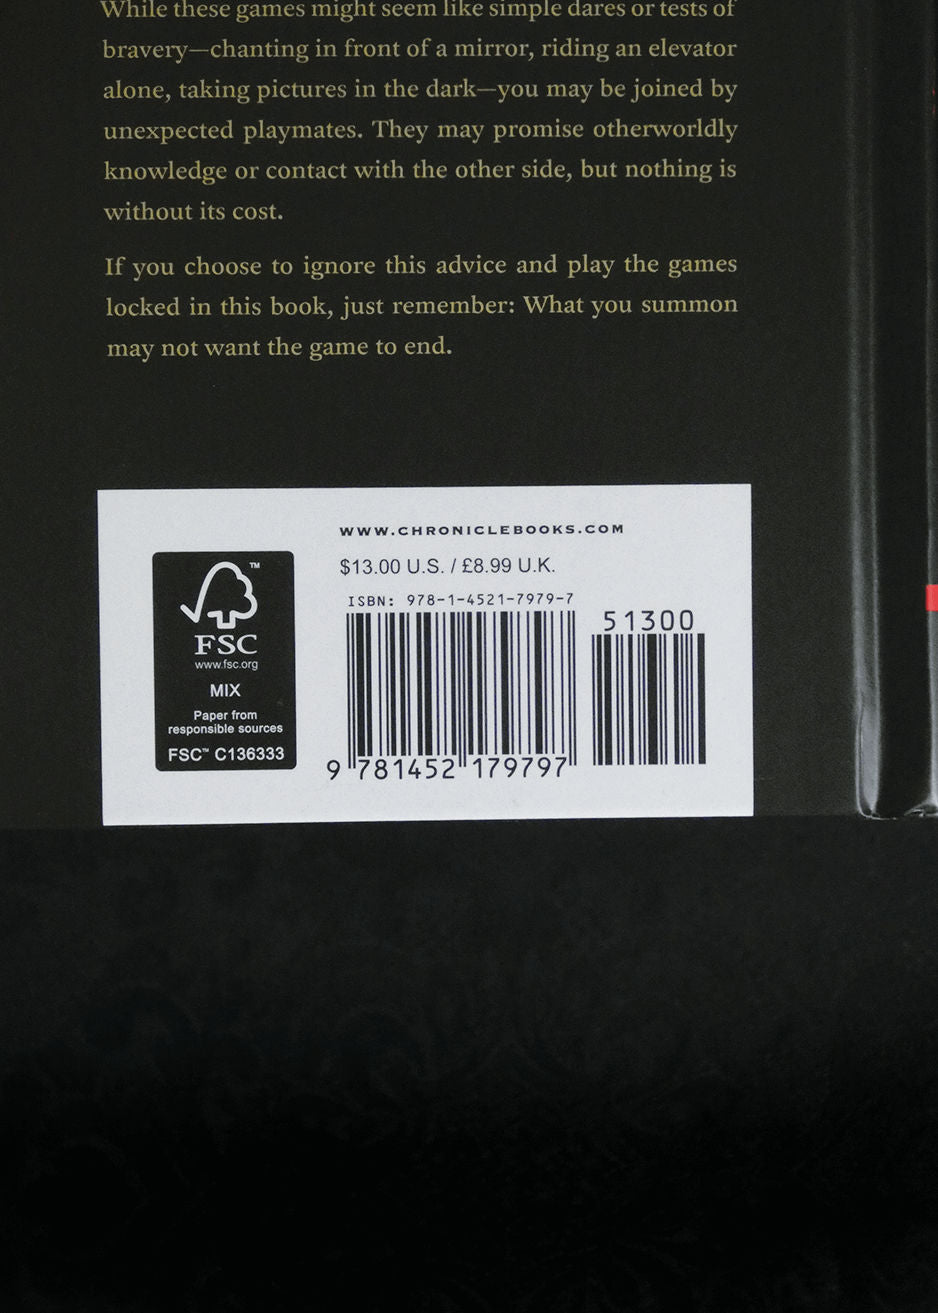 While these games might seem like simple dares or tests of
bravery—chanting in front of a mirror, riding an elevator
alone, taking pictures in the dark—you may be joined by
unexpected playmates. They may promise otherworldly
knowledge or contact with the other side, but nothing is
without its cost.
If you choose to ignore this advice and play the games
locked in this book, just remember: What you summon
may not want the game to end.
WWW.CHRONICLEBOOKS.COM
$13.00 U.S. / £8.99 U.K.
ISBN: 978-1-4521-7979-7
51300
9 781452 179797
TM
FSC
www.fsc.org
MIX
Paper from
responsible sources
FSC™ C136333